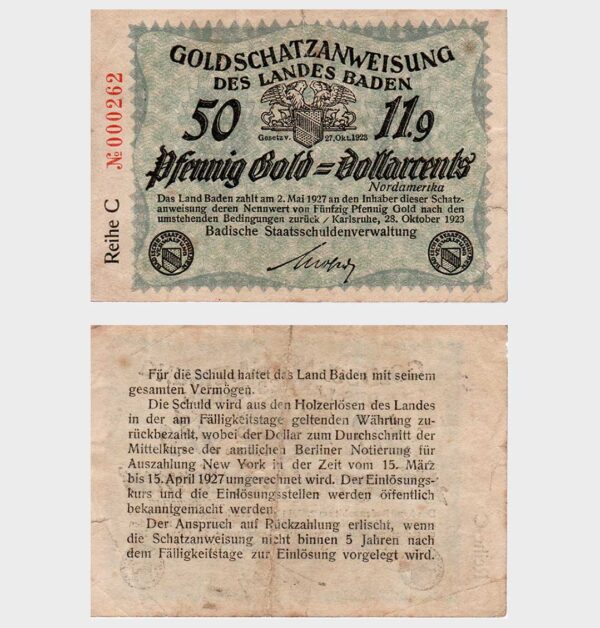 GOLDSCHATZANWEISUNG
DES LANDES BADEN
50 11.9
Gesetz v. 27. Okt. 1923
Pfennig Gold = Dollarcents
Nordamerika
Das Land Baden zahlt am 2. Mai 1927 an den Inhaber dieser Schatz-
anweisung deren Nennwert von Fünfzig Pfennig Gold nach den
umstehenden Bedingungen zurück / Karlsruhe, 28. Oktober 1923
Badische Staatsschuldenverwaltung
№000262
Reihe C
Für die Schuld haftet das Land Baden mit seinem
gesamten Vermögen.
Die Schuld wird aus den Holzerlösen des Landes
in der am Fälligkeitstage geltenden Währung zu-
rückbezahlt, wobei der Dollar zum Durchschnitt der
Mittelkurse der amtlichen Berliner Notierung für
Auszahlung New York in der Zeit vom 15. März
bis 15. April 1927 umgerechnet wird. Der Einlösungs-
kurs und die Einlösungsstellen werden öffentlich
bekanntgemacht werden.
Der Anspruch auf Rückzahlung erlischt, wenn
die Schatzanweisung nicht binnen 5 Jahren nach
dem Fälligkeitstage zur Einlösung vorgelegt wird.